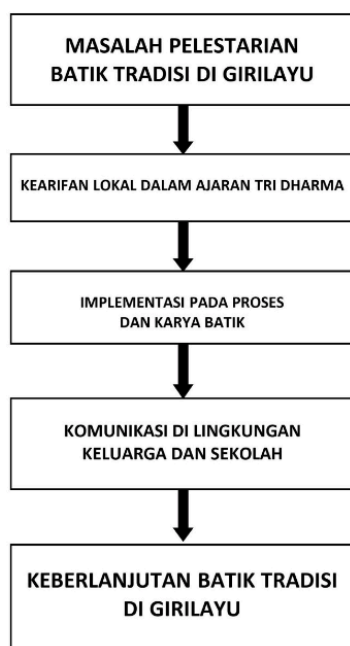 MASALAH PELESTARIAN
BATIK TRADISI DI GIRILAYU
KEARIFAN LOKAL DALAM AJARAN TRI DHARMA
IMPLEMENTASI PADA PROSES
DAN KARYA BATIK
KOMUNIKASI DI LINGKUNGAN
KELUARGA DAN SEKOLAH
KEBERLANJUTAN BATIK TRADISI
DI GIRILAYU